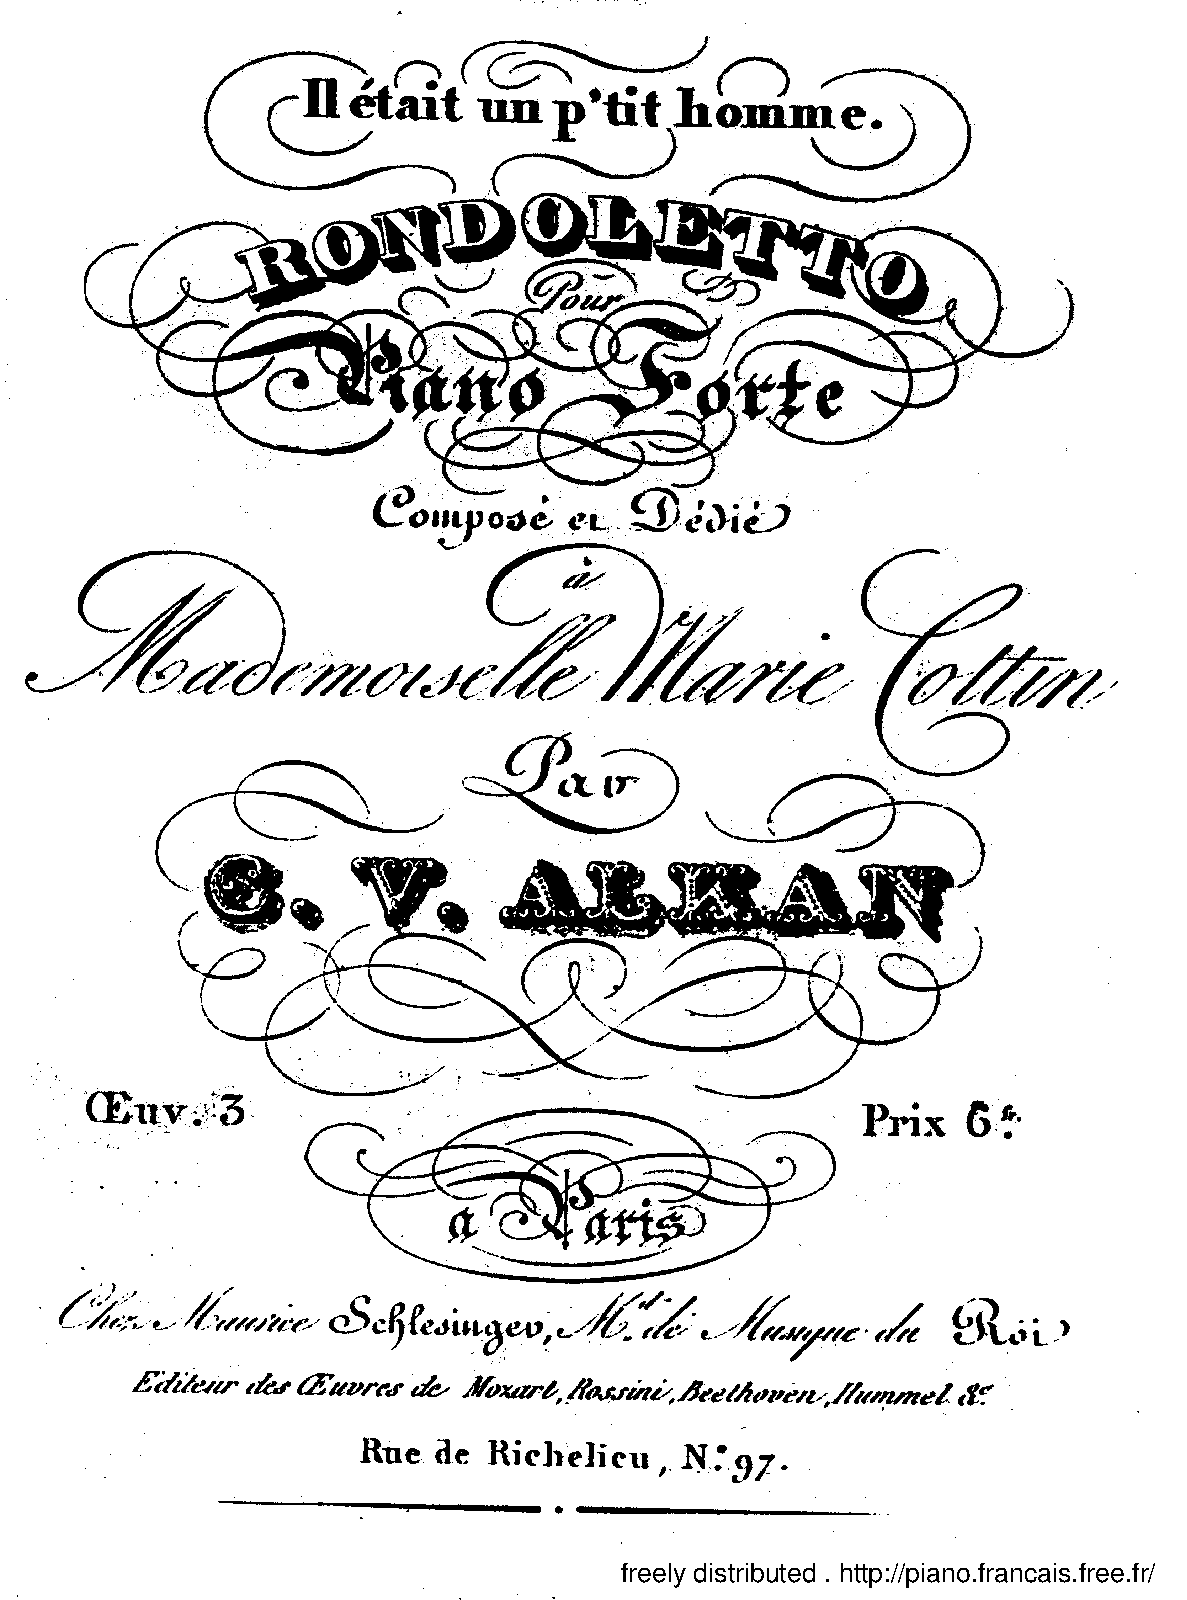 Il était un p'tit homme.
RONDOLETTO
Pour
Piano Forte
Composé et Dédié
à
Mademoiselle Marie Cottin
Par
C. V. ALKAN
Œuv. 3
Prix 6f.
a Paris
Chez Maurice Schlesinger, Md. de Musique du Roi
Editeur des Œuvres de Mozart, Rossini, Beethoven, Hummel &c.
Rue de Richelieu, No. 97.
freely distributed . http://piano.francais.free.fr/